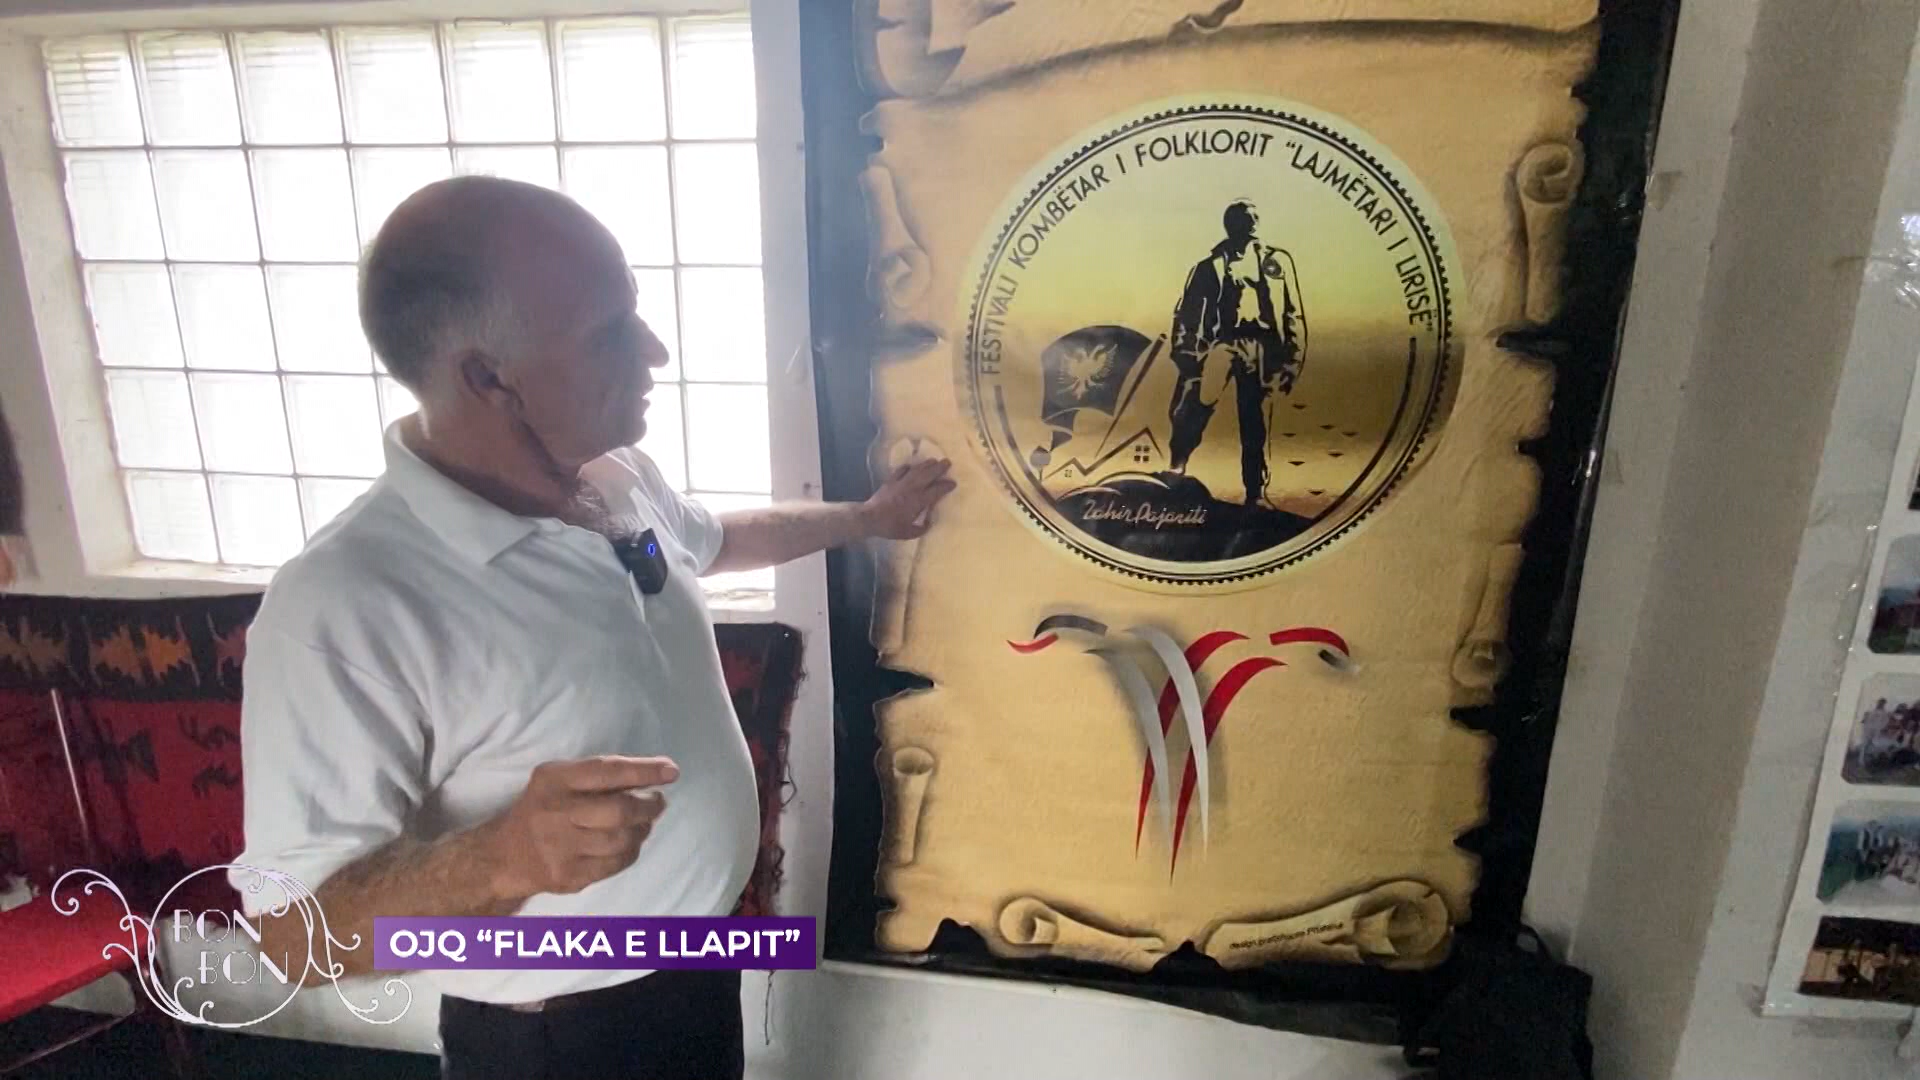 FESTIVALI KOMBËTAR I FOLKLORIT "LAJMËTARI I LIRISË"
Zahir Pajaziti
BON
BON
OJQ “FLAKA E LLAPIT”